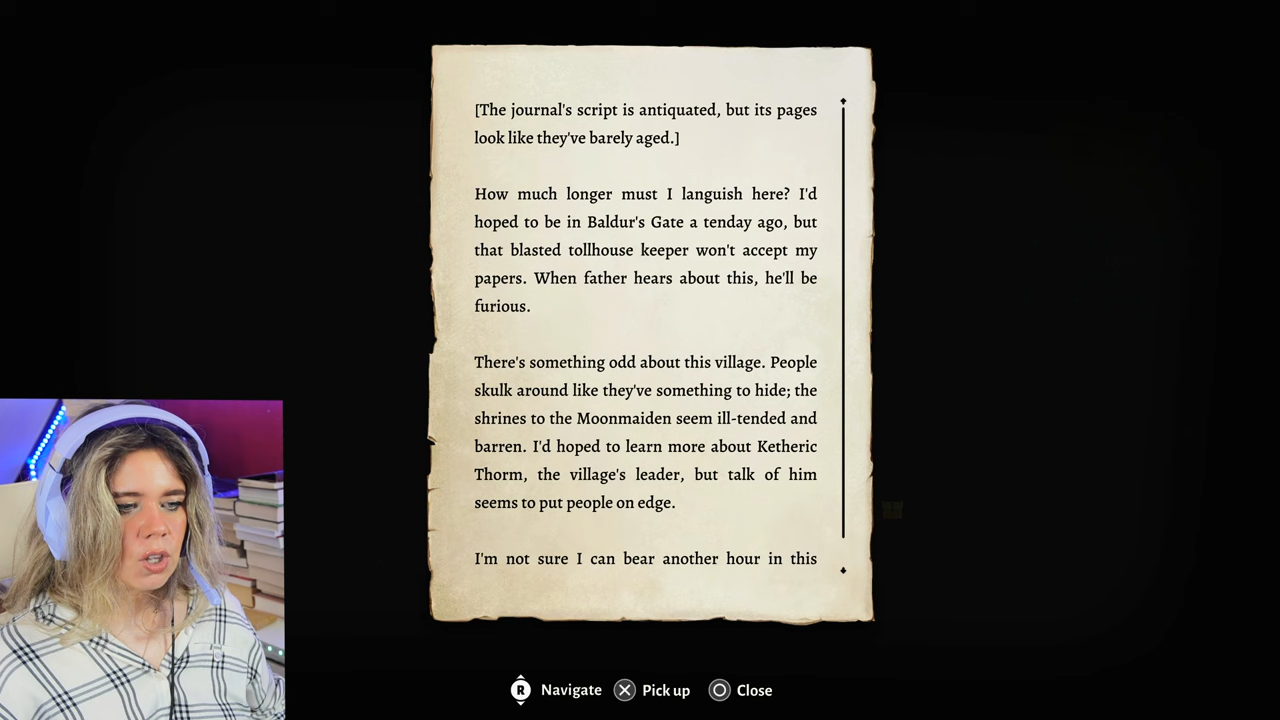 [The journal's script is antiquated, but its pages
look like they've barely aged.]
How much longer must I languish here? I'd
hoped to be in Baldur's Gate a tenday ago, but
that blasted tollhouse keeper won't accept my
papers. When father hears about this, he'll be
furious.
There's something odd about this village. People
skulk around like they've something to hide; the
shrines to the Moonmaiden seem ill-tended and
barren. I'd hoped to learn more about Ketheric
Thorm, the village's leader, but talk of him
seems to put people on edge.
I'm not sure I can bear another hour in this
R Navigate Pick up Close